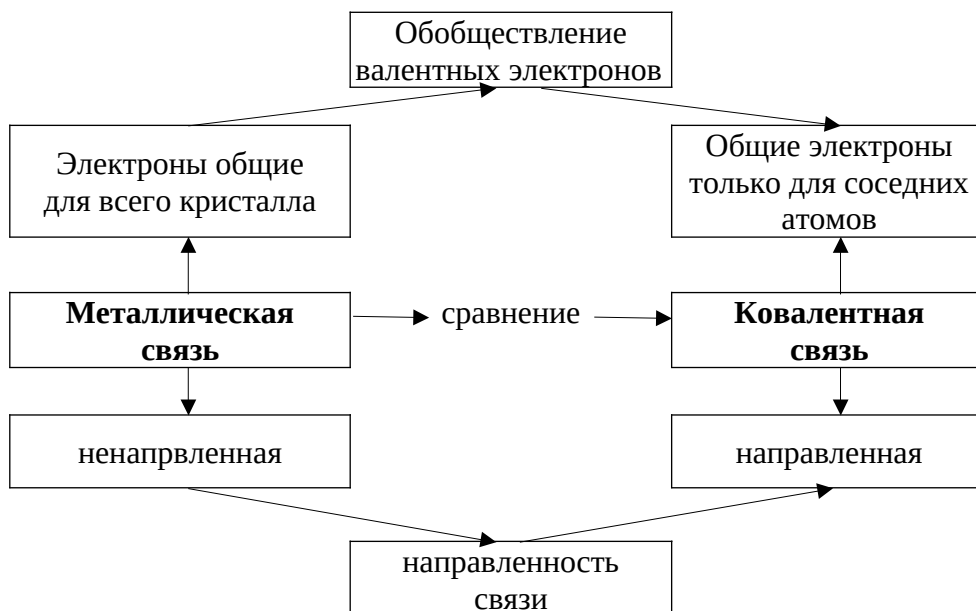 Обобществление
валентных электронов
Электроны общие
для всего кристалла
Общие электроны
только для соседних
атомов
Металлическая
связь
сравнение
Ковалентная
связь
ненапрвленная
направленная
направленность
связи